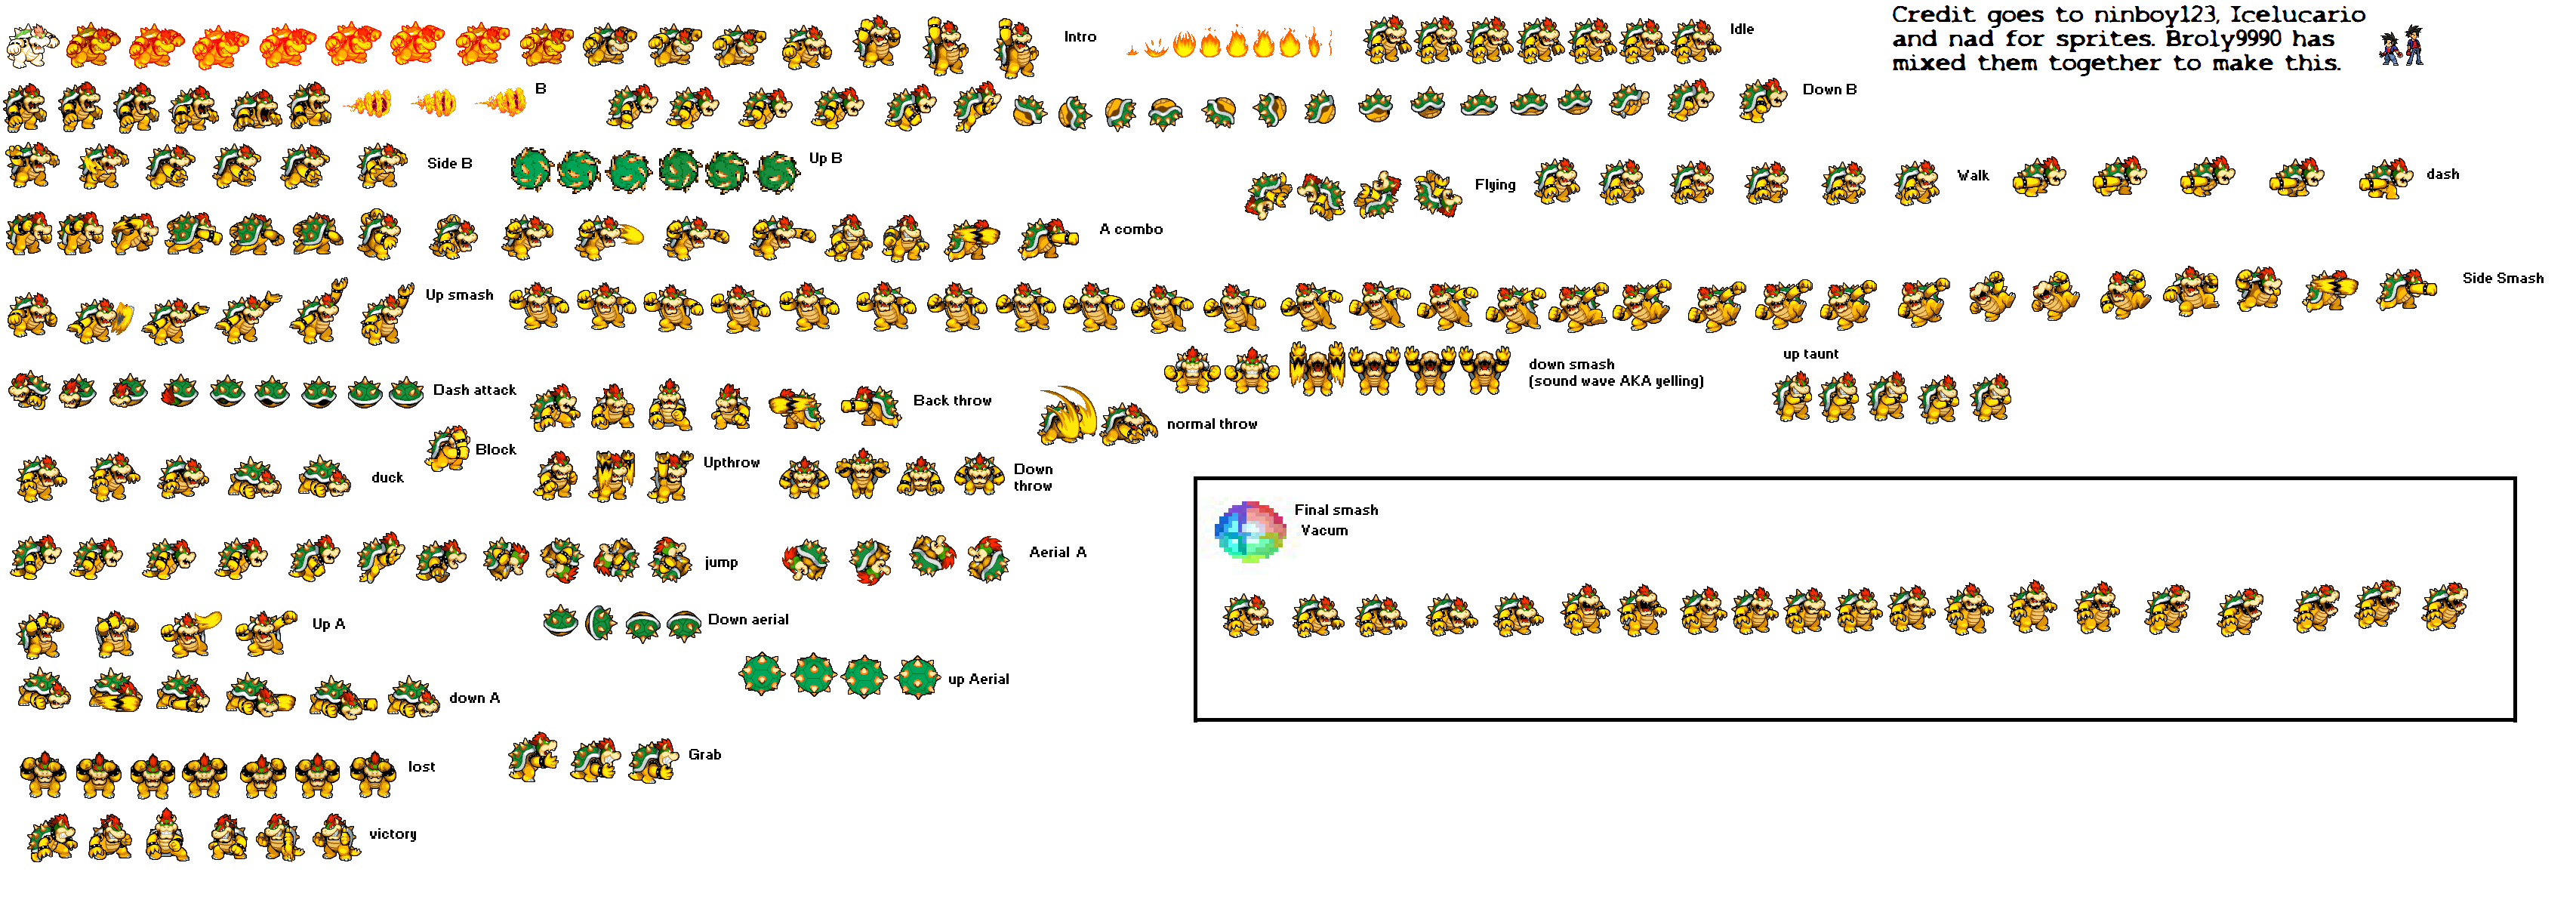 Credit goes to ninboy123, Icelucario
and nad for sprites. Broly9990 has
mixed them together to make this.
Intro
Idle
B
Down B
Side B
Up B
Flying
Walk
dash
A combo
Up smash
Side Smash
down smash
(sound wave AKA yelling)
up taunt
Dash attack
Back throw
normal throw
Block
duck
Upthrow
Down
throw
Final smash
Vacum
jump
Aerial A
Up A
Down aerial
up Aerial
down A
lost
Grab
victory